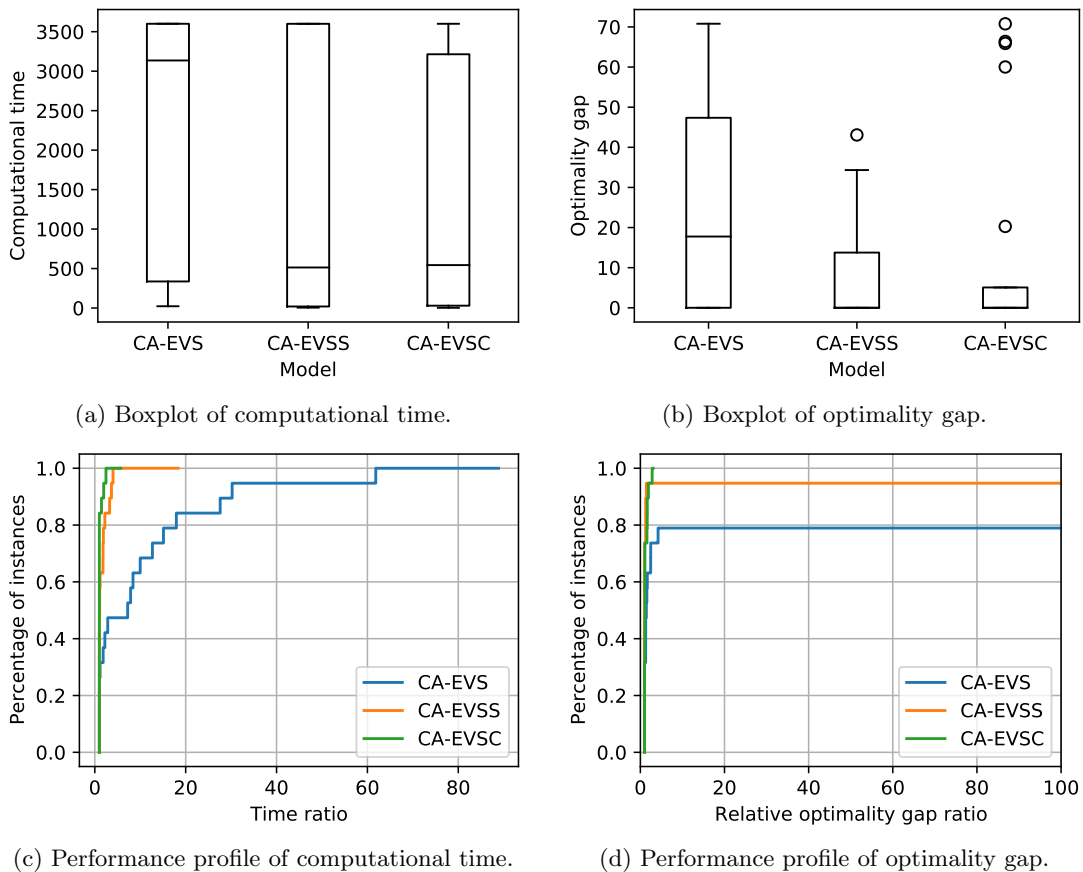 3500
3000
2500
2000
1500
1000
500
0
Computational time
CA-EVS CA-EVSS CA-EVSC
Model
(a) Boxplot of computational time.
70
60
50
40
30
20
10
0
Optimality gap
CA-EVS CA-EVSS CA-EVSC
Model
(b) Boxplot of optimality gap.
1.0
0.8
0.6
0.4
0.2
0.0
Percentage of instances
CA-EVS
CA-EVSS
CA-EVSC
0 20 40 60 80
Time ratio
(c) Performance profile of computational time.
1.0
0.8
0.6
0.4
0.2
0.0
Percentage of instances
CA-EVS
CA-EVSS
CA-EVSC
0 20 40 60 80 100
Relative optimality gap ratio
(d) Performance profile of optimality gap.